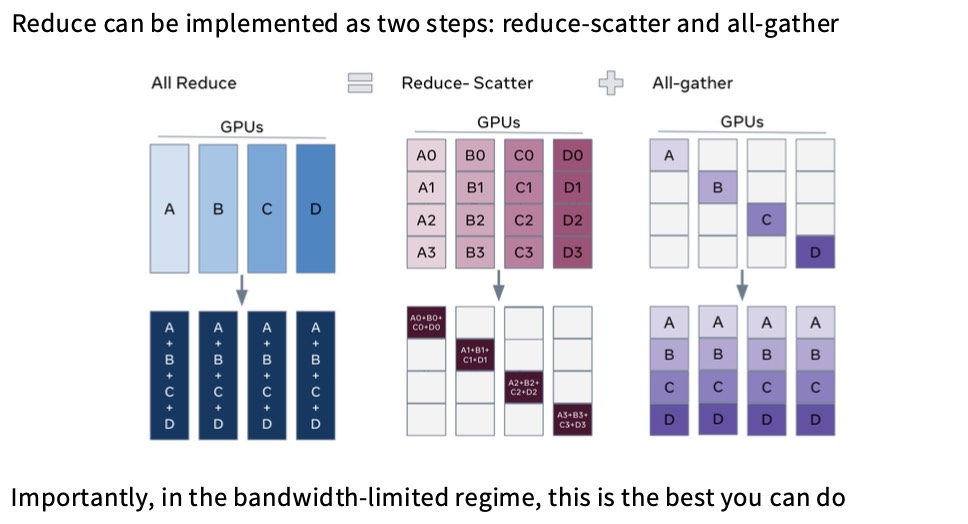 Reduce can be implemented as two steps: reduce-scatter and all-gather
All Reduce
Reduce- Scatter
All-gather
GPUs
GPUs
GPUs
A B C D
A + B + C + D
A + B + C + D
A + B + C + D
A + B + C + D
A0 B0 C0 D0
A1 B1 C1 D1
A2 B2 C2 D2
A3 B3 C3 D3
A0+B0+
C0+D0
A1+B1+
C1+D1
A2+B2+
C2+D2
A3+B3+
C3+D3
A
B
C
D
A A A A
B B B B
C C C C
D D D D
Importantly, in the bandwidth-limited regime, this is the best you can do